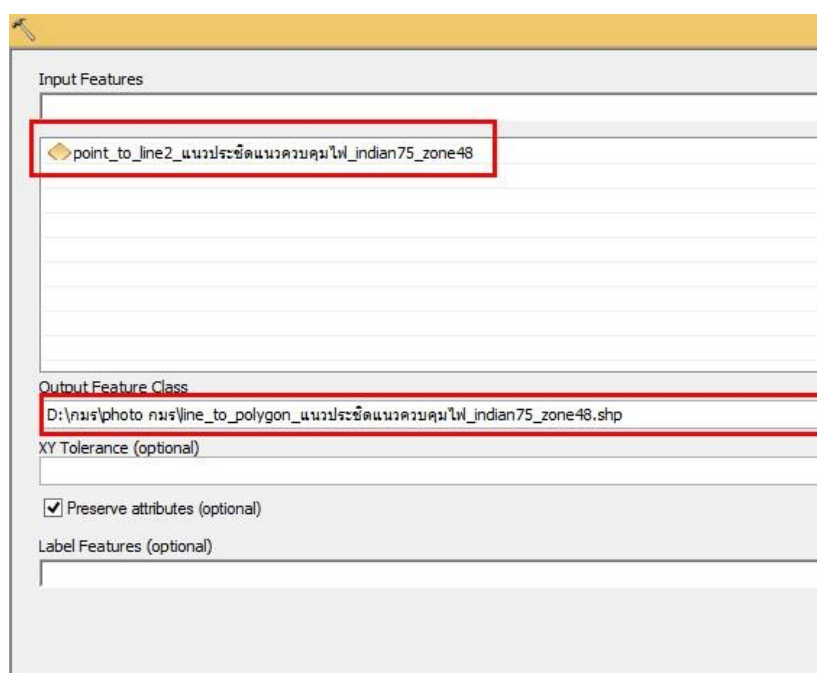 Input Features
point_to_line2_แนวประชิดแนวควบคุมไฟ_indian75_zone48
Output Feature Class
D:\กมร\photo กมร\line_to_polygon_แนวประชิดแนวควบคุมไฟ_indian75_zone48.shp
XY Tolerance (optional)
Preserve attributes (optional)
Label Features (optional)